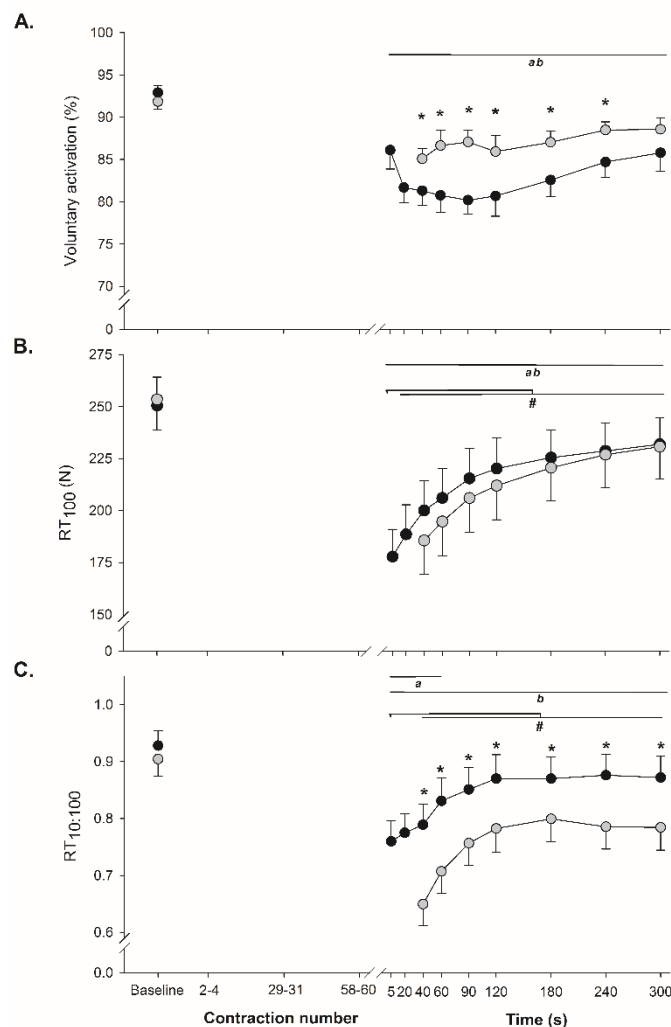 A.
100
95
90
85
80
75
70
0
Voluntary activation (%)
ab
* * * * * *
B.
275
250
225
200
175
150
0
RT100 (N)
ab
#
C.
1.0
0.9
0.8
0.7
0.6
0.0
RT10:100
a
b
#
* * * * * * *
Baseline 2-4 29-31 58-60 5 20 40 60 90 120 180 240 300
Contraction number Time (s)